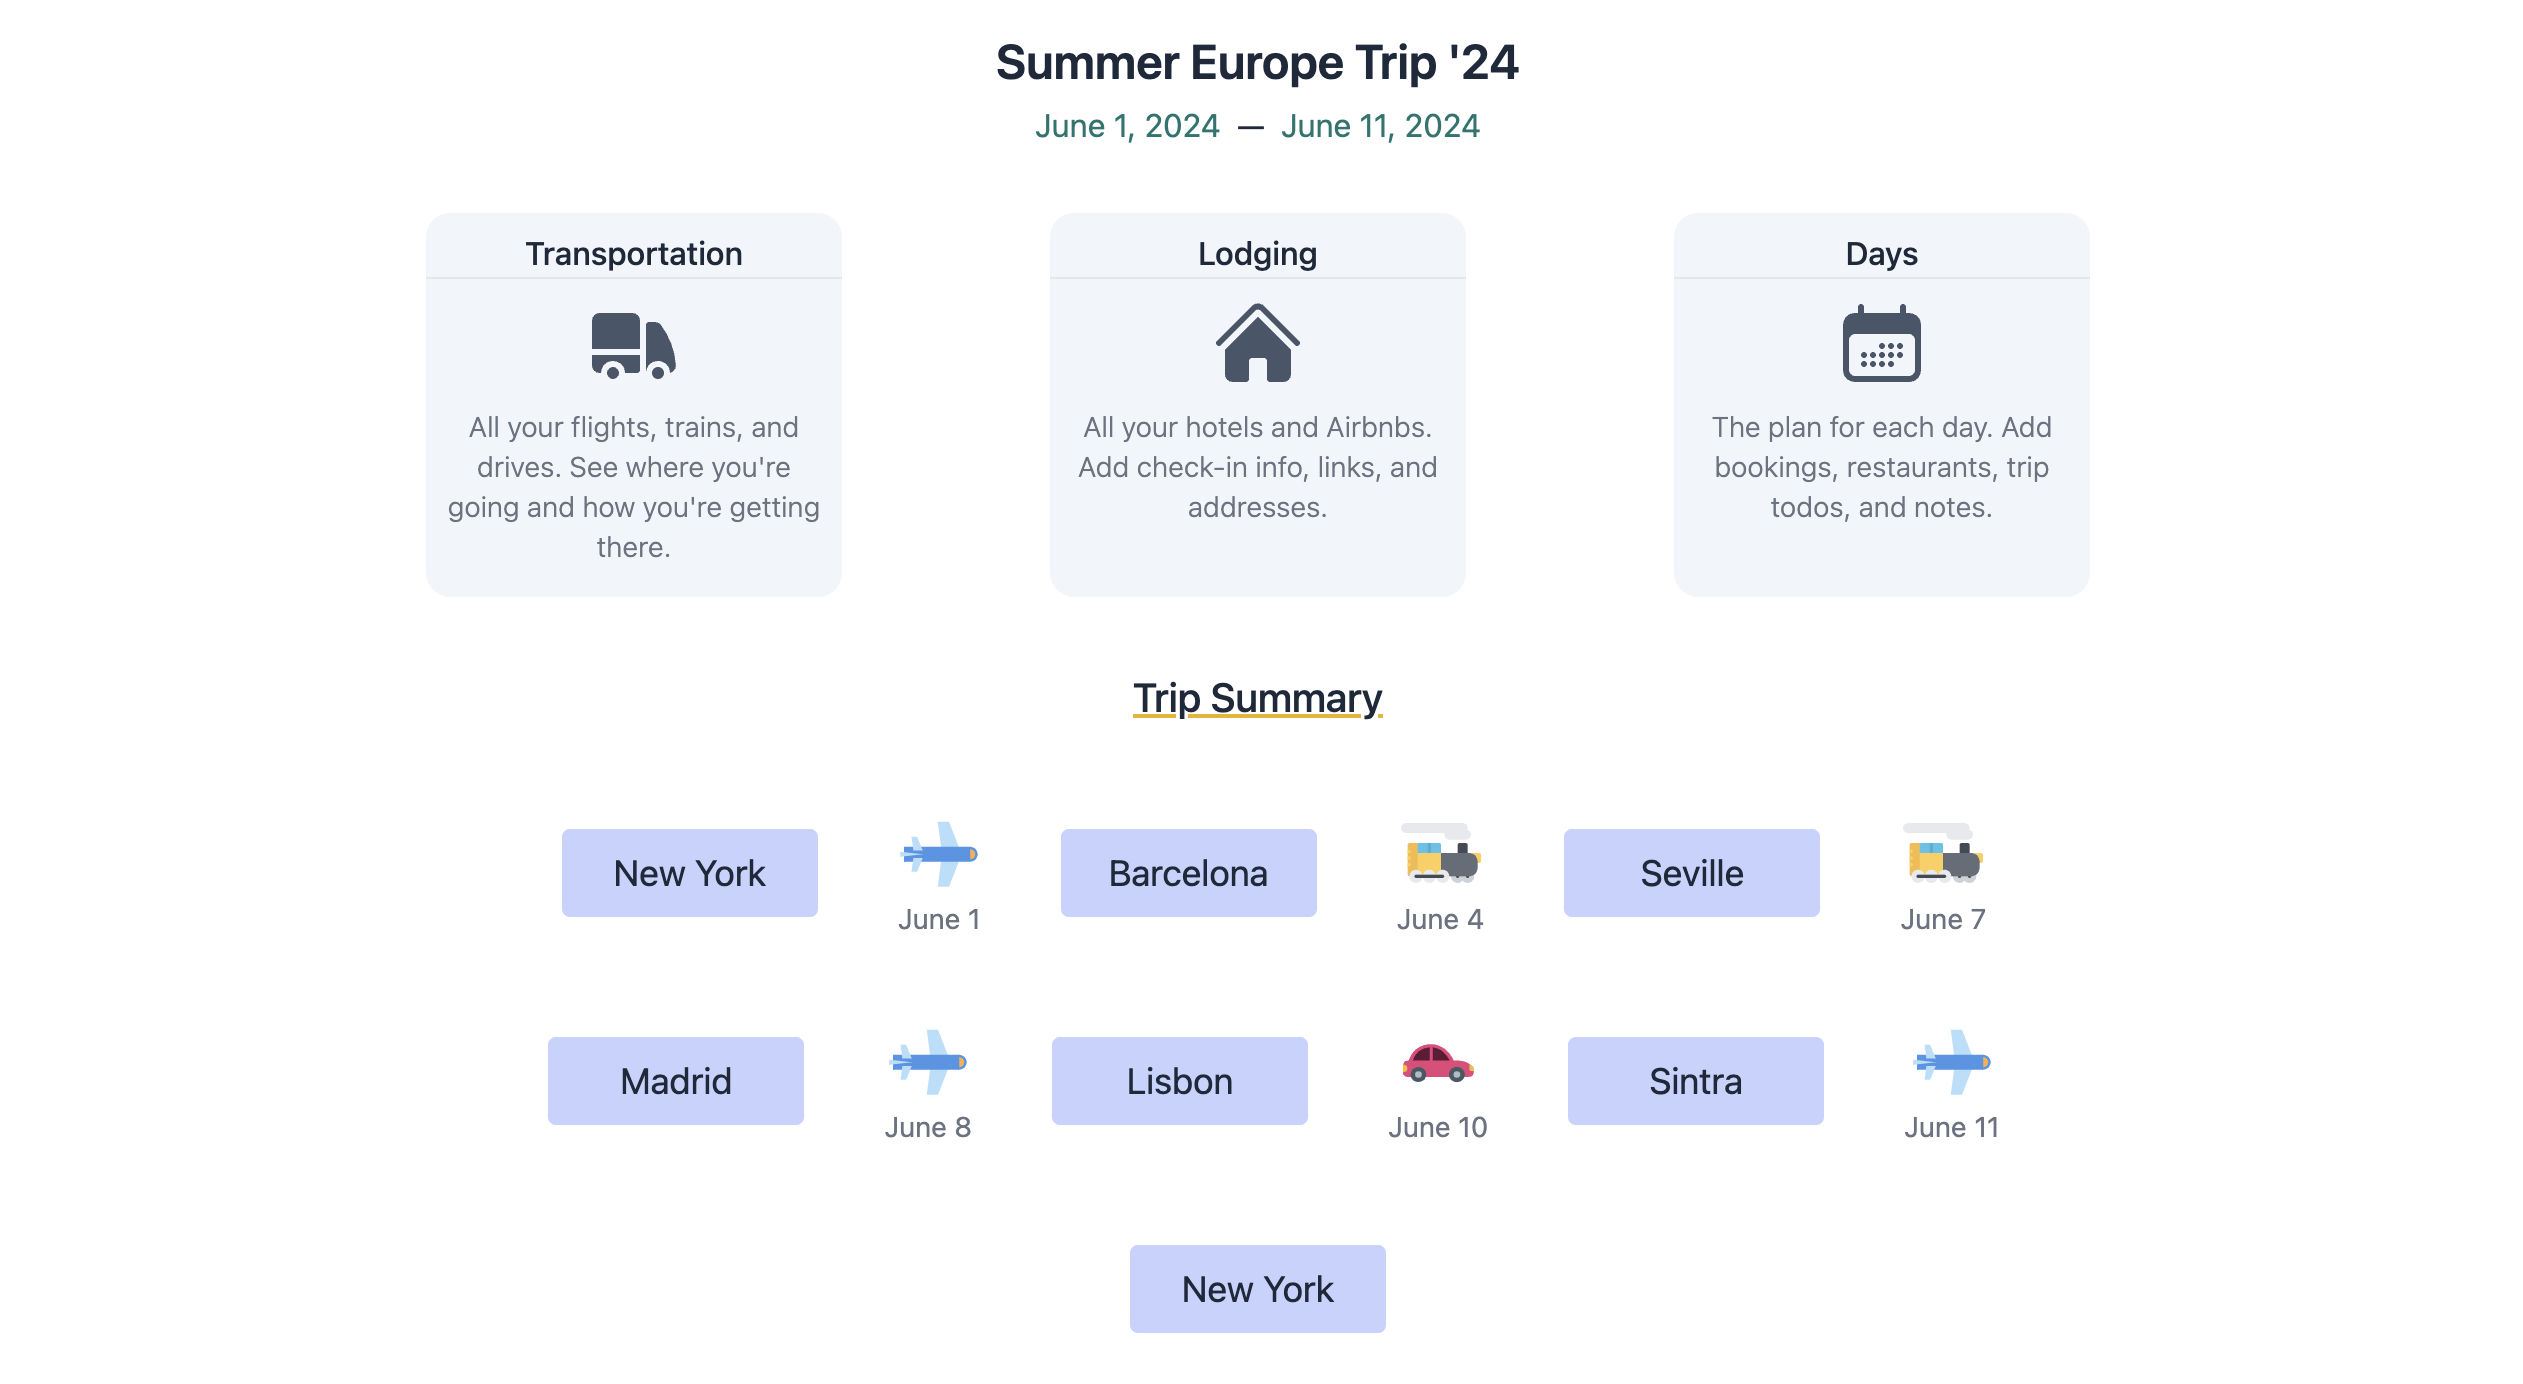 Summer Europe Trip '24
June 1, 2024 — June 11, 2024
Transportation
All your flights, trains, and
drives. See where you're
going and how you're getting
there.
Lodging
All your hotels and Airbnbs.
Add check-in info, links, and
addresses.
Days
The plan for each day. Add
bookings, restaurants, trip
todos, and notes.
Trip Summary
New York
June 1
Barcelona
June 4
Seville
June 7
Madrid
June 8
Lisbon
June 10
Sintra
June 11
New York